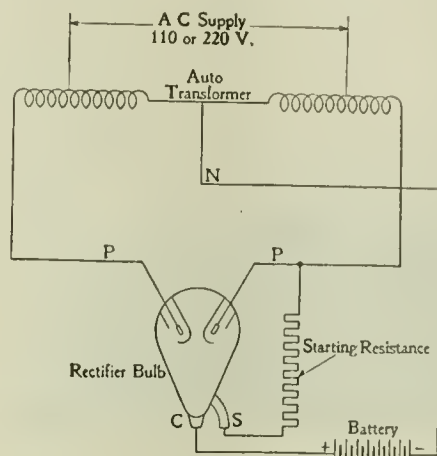 A C Supply
110 or 220 V.
Auto
Transformer
N
P
P
Rectifier Bulb
Starting Resistance
C
S
Battery
+
−